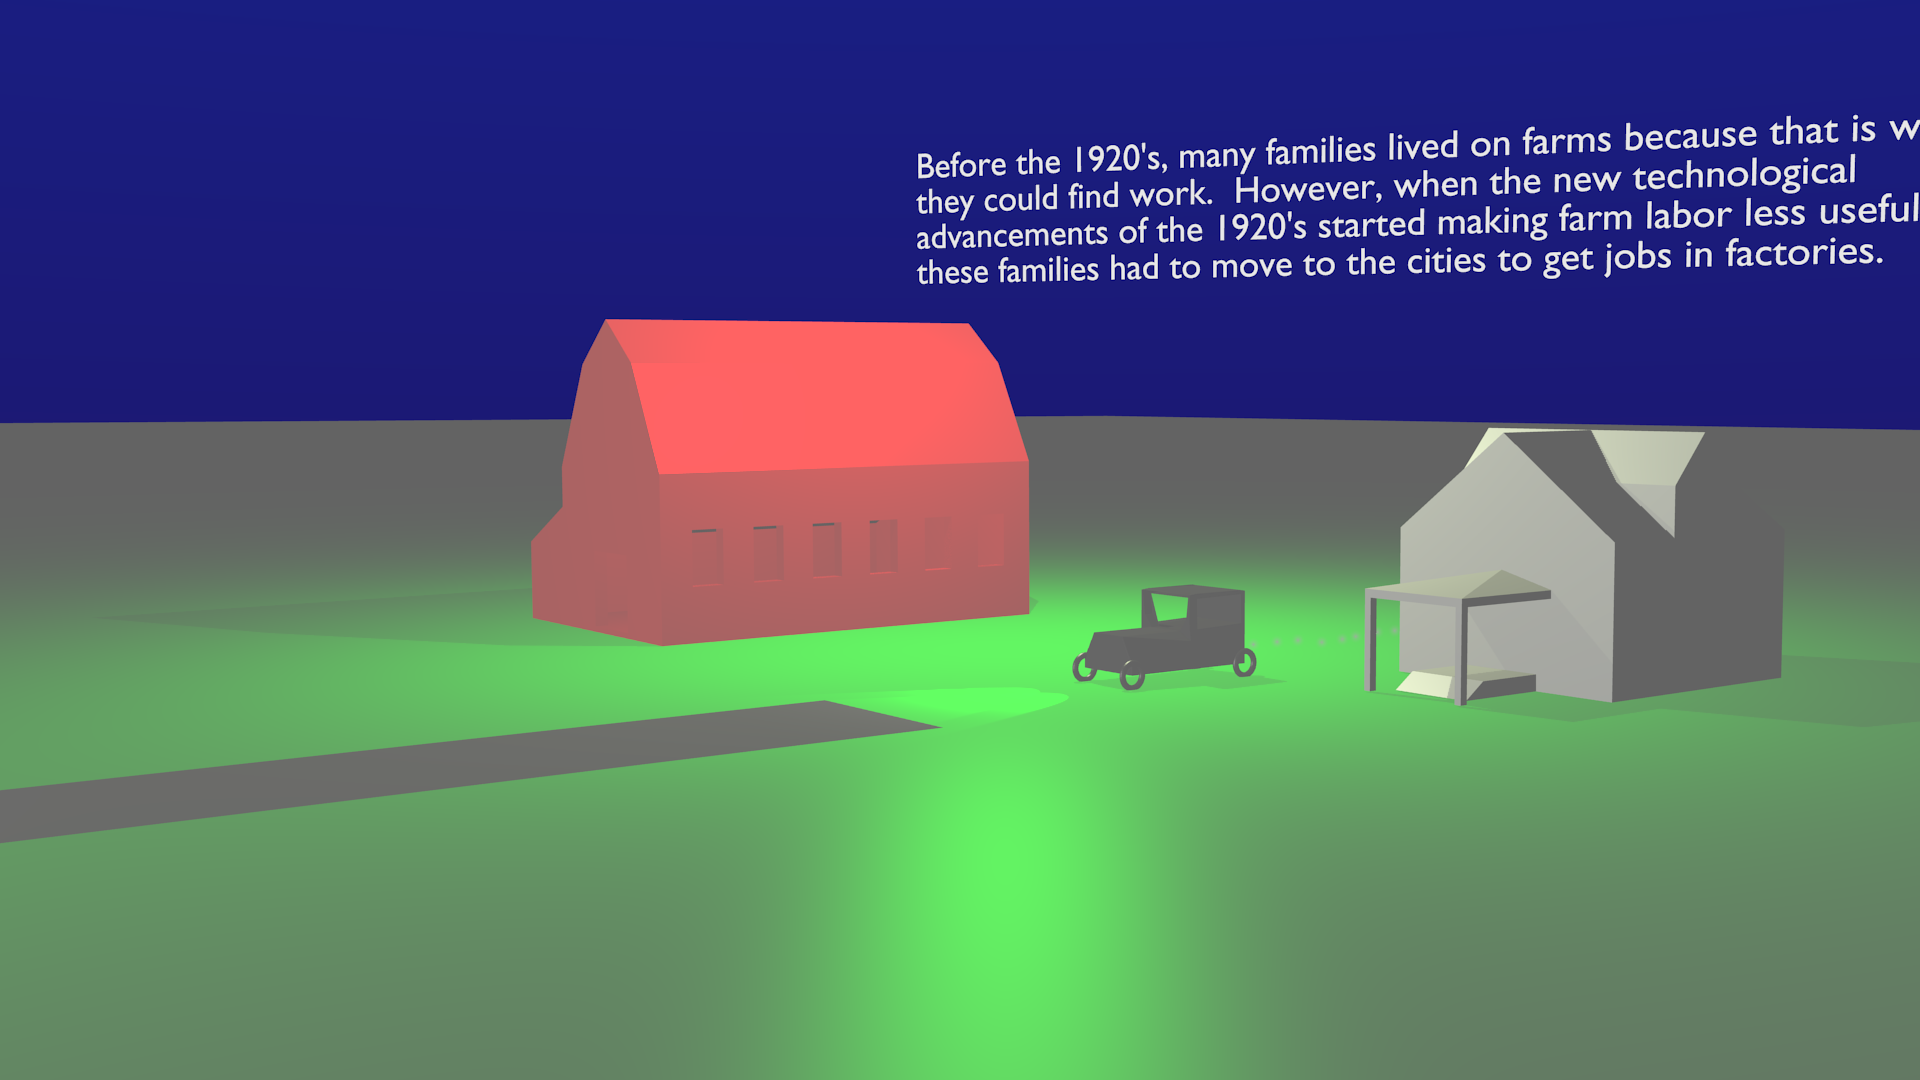 Before the 1920's, many families lived on farms because that is
they could find work. However, when the new technological
advancements of the 1920's started making farm labor less useful
these families had to move to the cities to get jobs in factories.